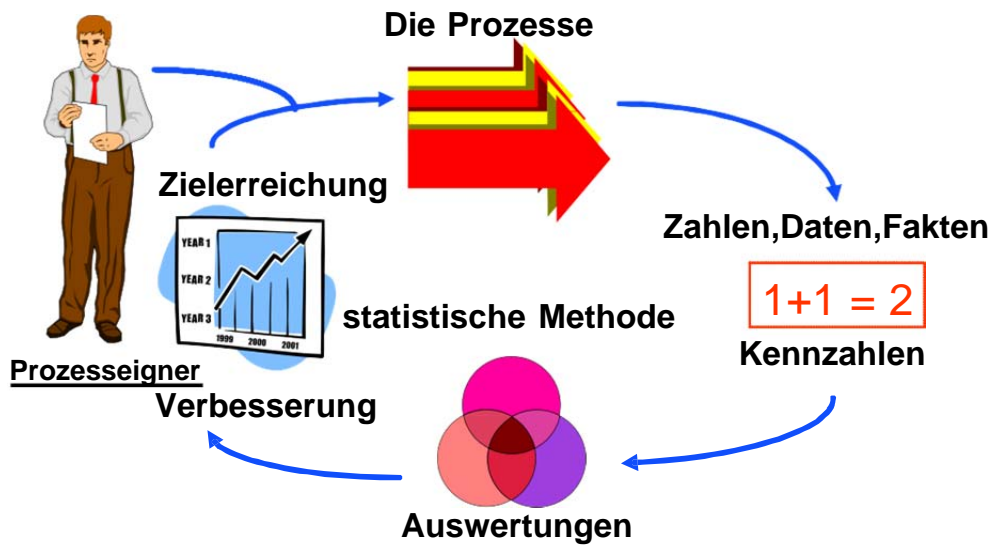 Die Prozesse
Zielerreichung
Zahlen,Daten,Fakten
YEAR 1
YEAR 2
YEAR 3
1999 2000 2001
1+1 = 2
statistische Methode
Kennzahlen
Prozesseigner
Verbesserung
Auswertungen